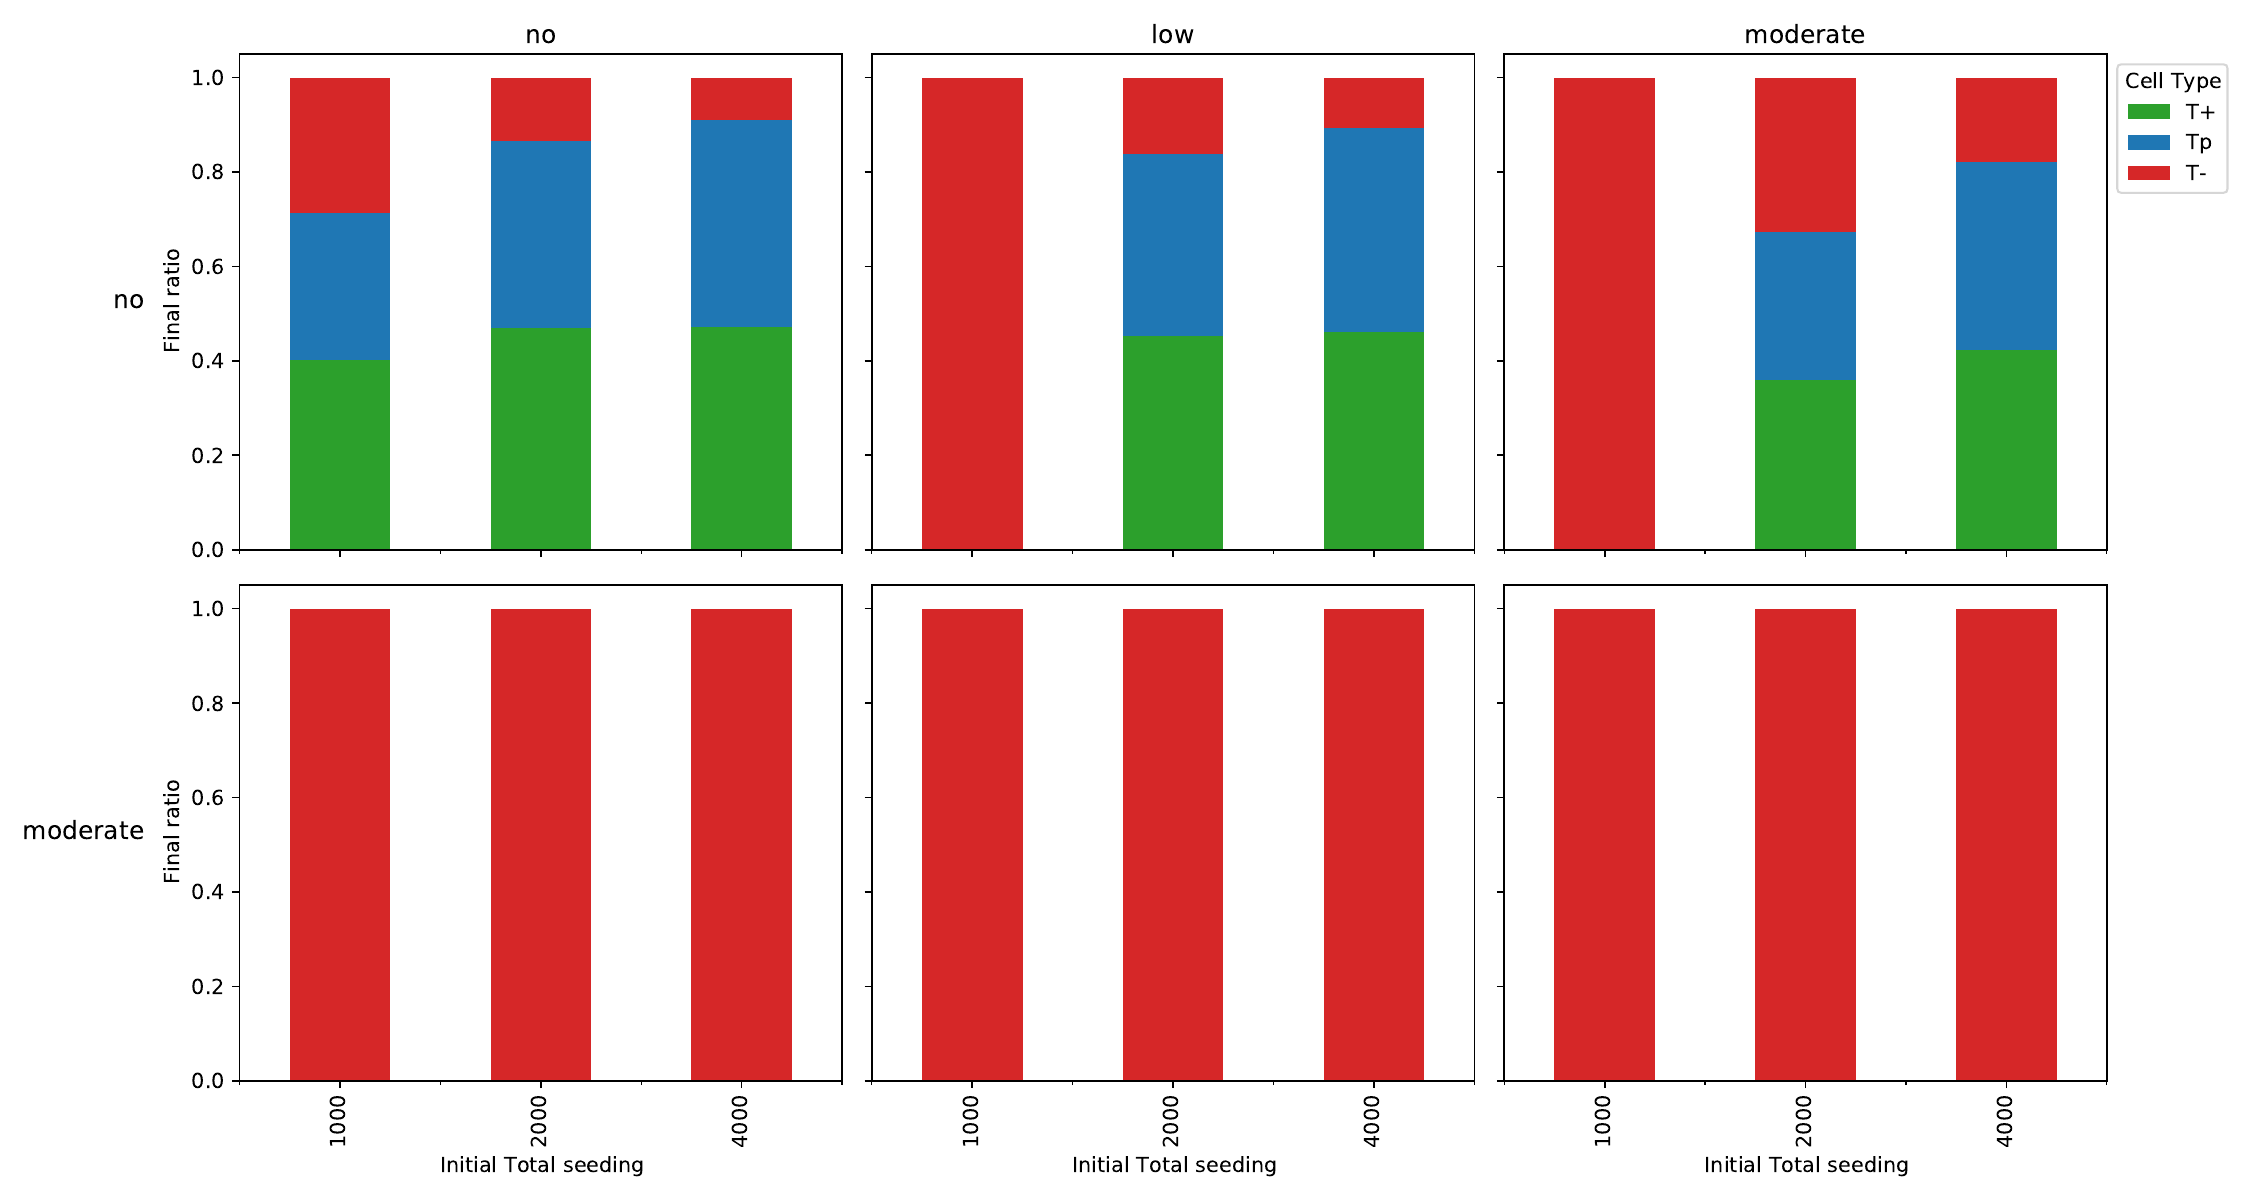 no
low
moderate
Cell Type
T+
Tp
T-
no
Final ratio
1.0
0.8
0.6
0.4
0.2
0.0
moderate
Final ratio
1.0
0.8
0.6
0.4
0.2
0.0
1000
2000
4000
1000
2000
4000
1000
2000
4000
Initial Total seeding
Initial Total seeding
Initial Total seeding